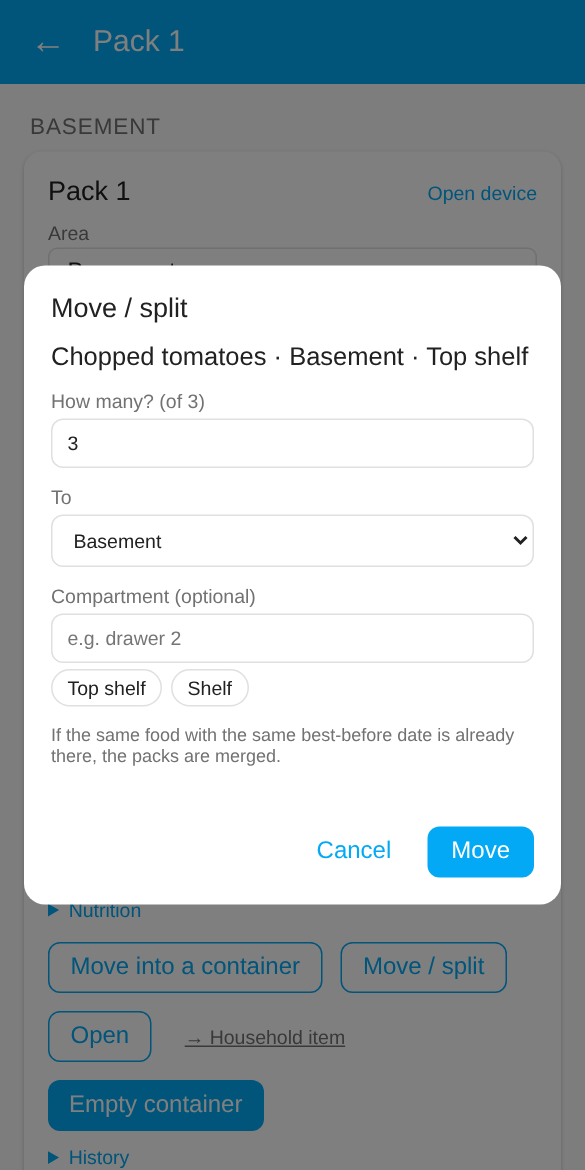 ← Pack 1
BASEMENT
Pack 1 Open device
Area
Move / split
Chopped tomatoes · Basement · Top shelf
How many? (of 3)
3
To
Basement
Compartment (optional)
e.g. drawer 2
Top shelf Shelf
If the same food with the same best-before date is already
there, the packs are merged.
Cancel Move
Nutrition
Move into a container Move / split
Open → Household item
Empty container
History